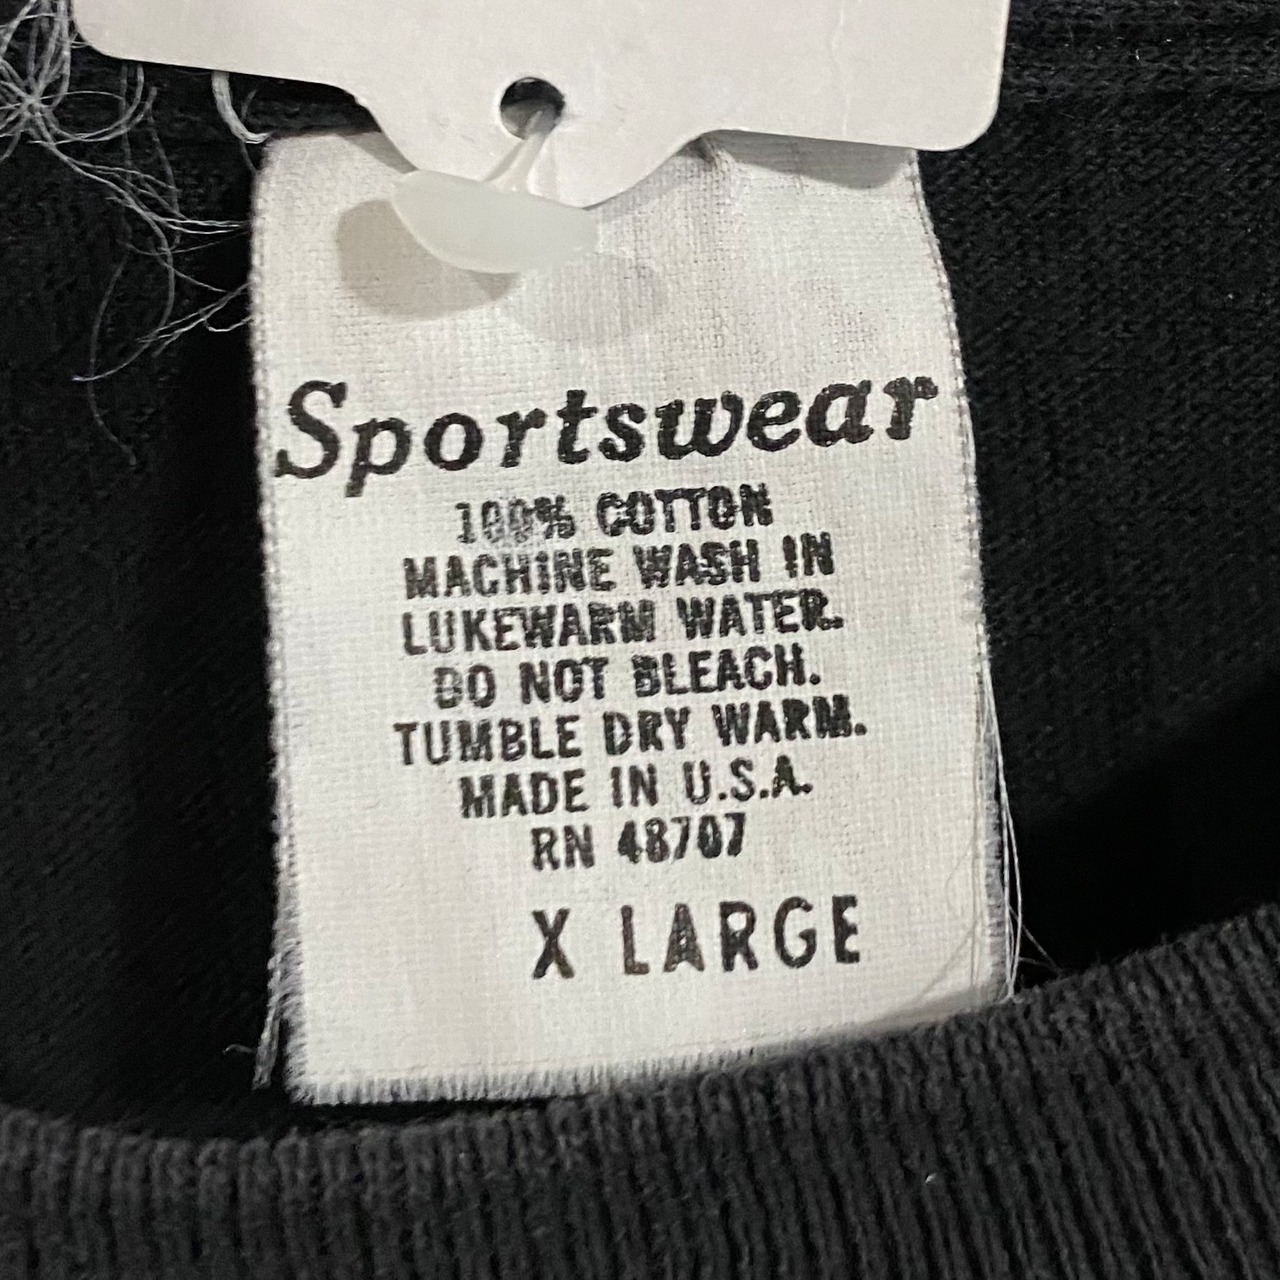 Sportswear
100% COTTON
MACHINE WASH IN
LUKEWARM WATER.
DO NOT BLEACH.
TUMBLE DRY WARM.
MADE IN U.S.A.
RN 48707
X LARGE